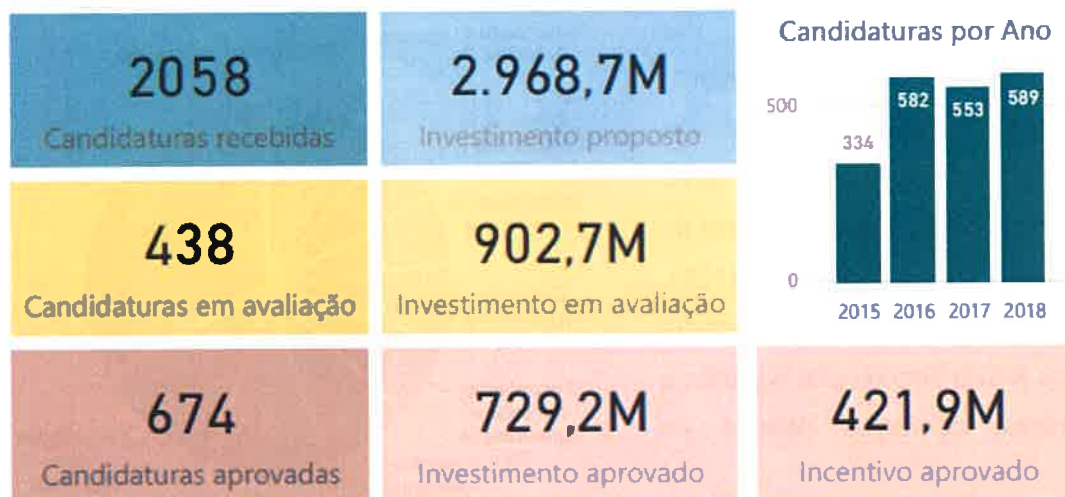 2058
Candidaturas recebidas
2.968,7M
Investimento proposto
Candidaturas por Ano
500
0
334
582
553
589
2015 2016 2017 2018
438
Candidaturas em avaliação
902,7M
Investimento em avaliação
674
Candidaturas aprovadas
729,2M
Investimento aprovado
421,9M
Incentivo aprovado